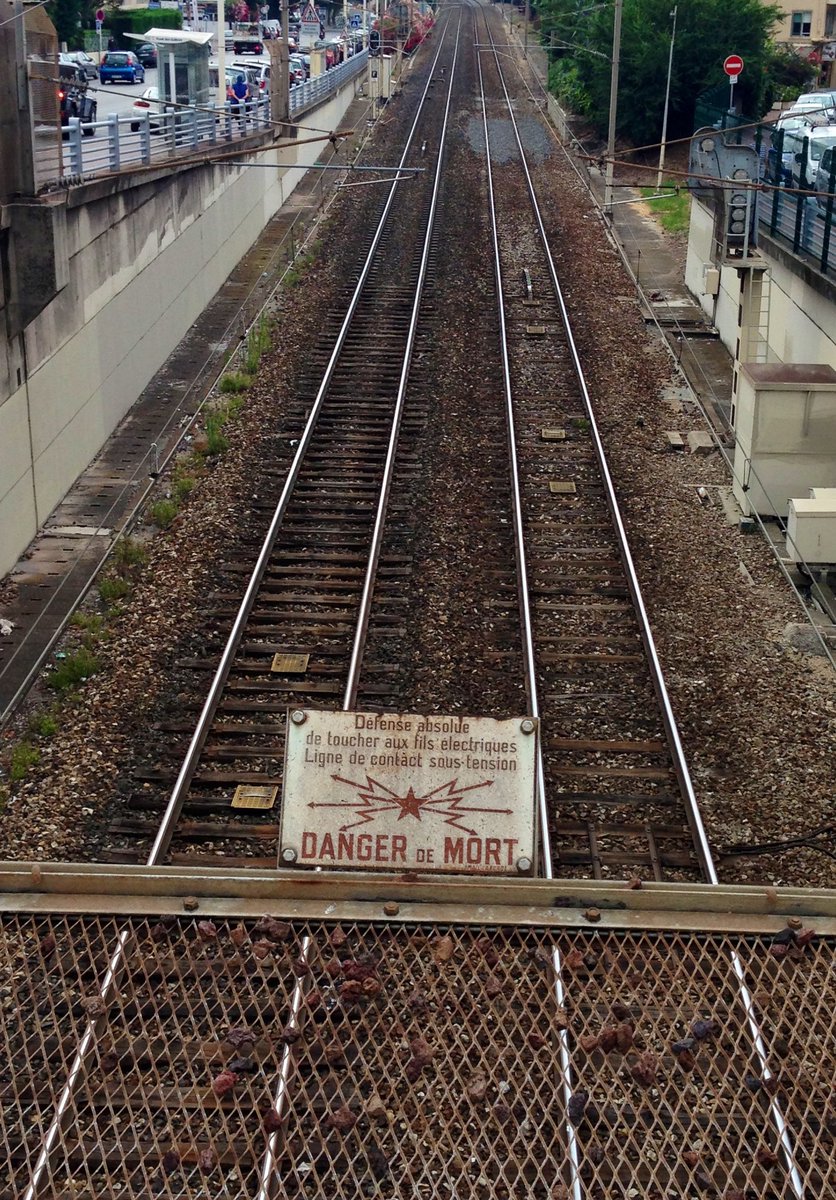 Défense absolue
de toucher aux fils électriques
Ligne de contact sous-tension
DANGER DE MORT